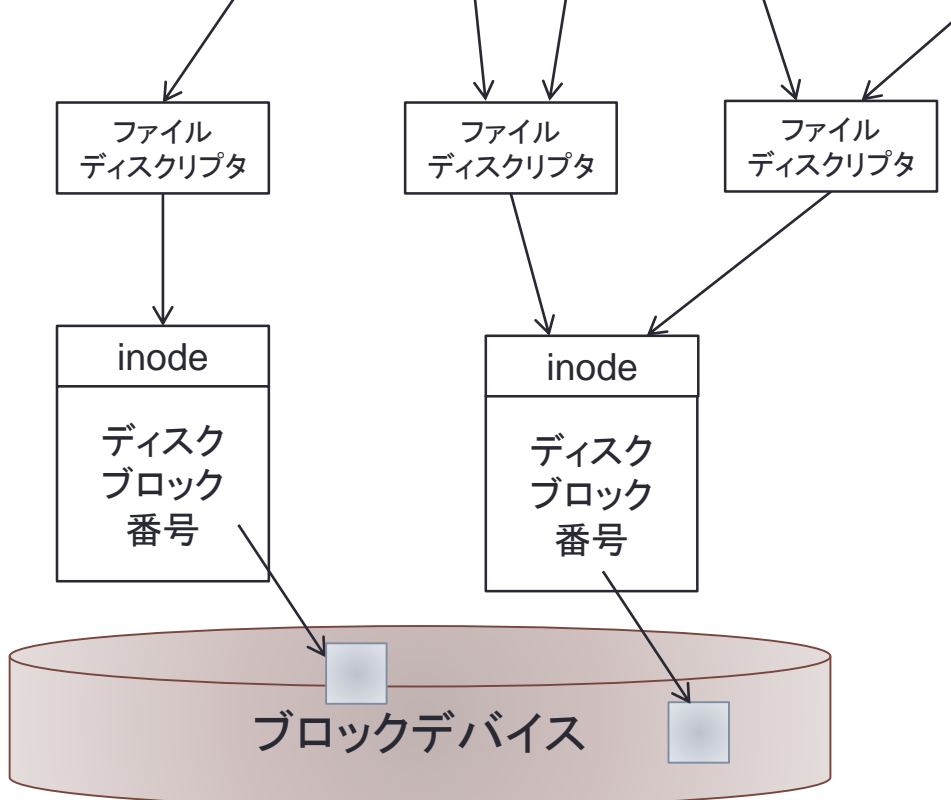 ファイル
ディスクリプタ
ファイル
ディスクリプタ
ファイル
ディスクリプタ
inode
ディスク
ブロック
番号
inode
ディスク
ブロック
番号
ブロックデバイス